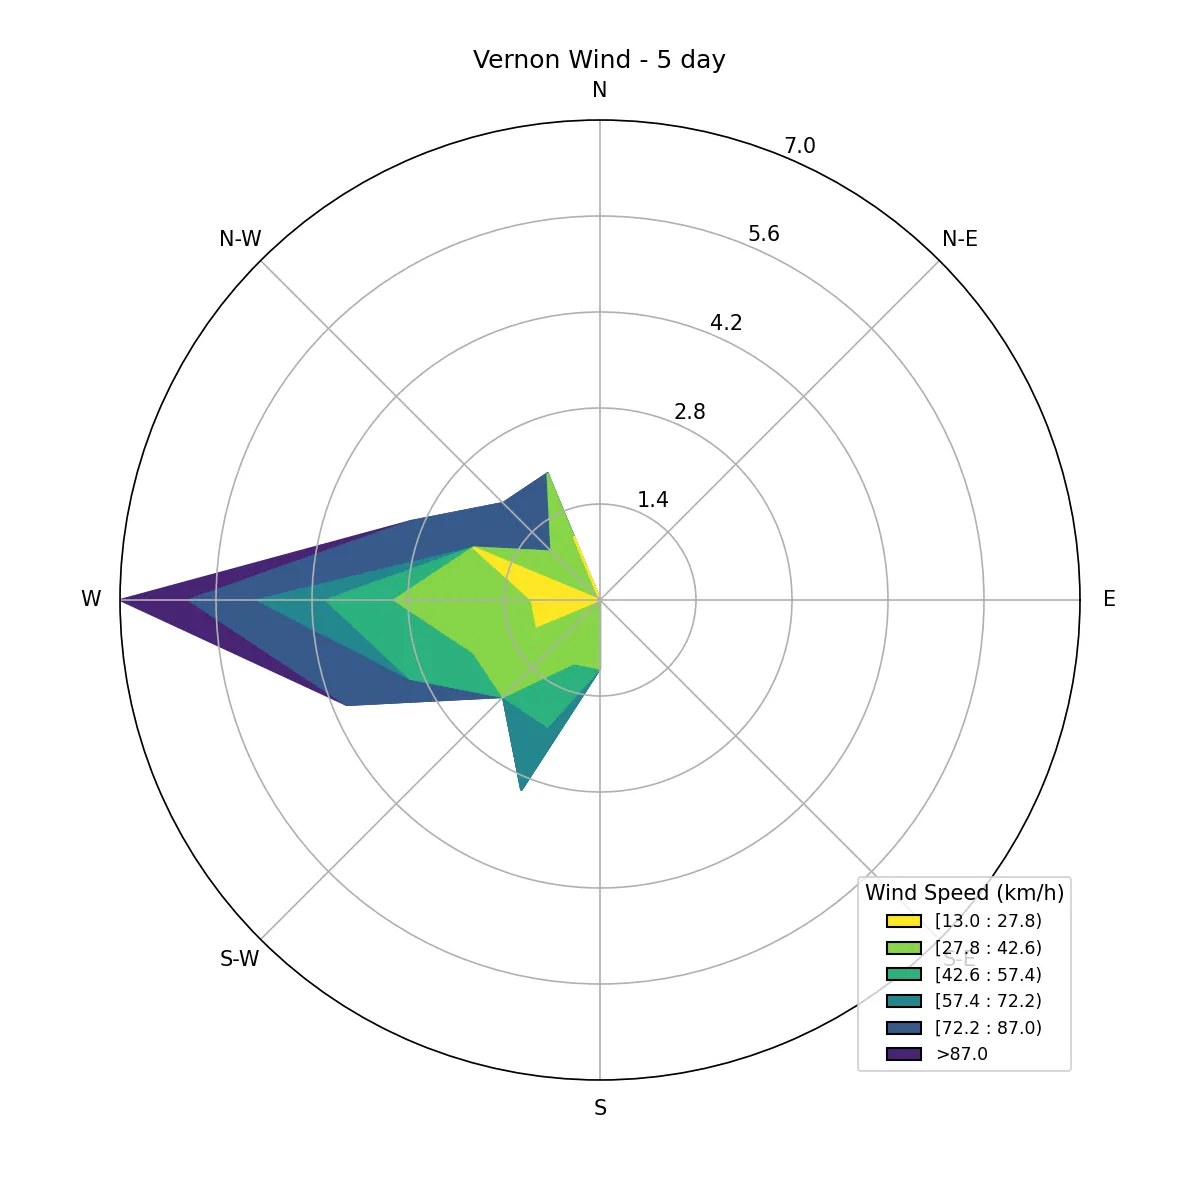 Vernon Wind - 5 day
N
7.0
N-W
5.6
N-E
4.2
2.8
1.4
W
E
Wind Speed (km/h)
[13.0 : 27.8)
[27.8 : 42.6)
S-W
S-E
[42.6 : 57.4)
[57.4 : 72.2)
[72.2 : 87.0)
>87.0
S